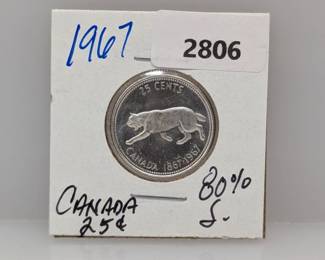 1967
2806
25 CENTS
CANADA 1867-1967
CANADA
25¢
80%
S.